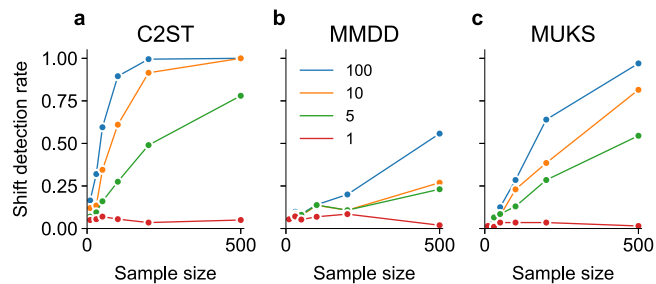 a C2ST
b MMDD
c MUKS
Shift detection rate
1.00
0.75
0.50
0.25
0.00
100
10
5
1
0 500
0 500
0 500
Sample size
Sample size
Sample size